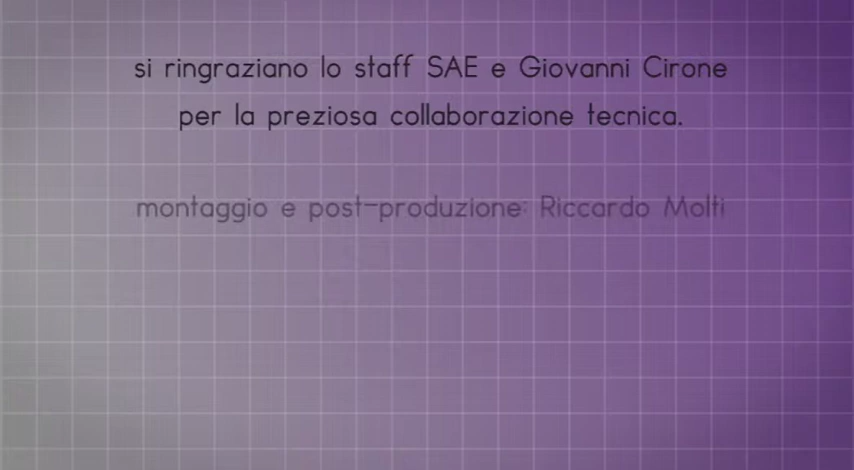 si ringraziano lo staff SAE e Giovanni Cirone
per la preziosa collaborazione tecnica.
montaggio e post-produzione: Riccardo Molti